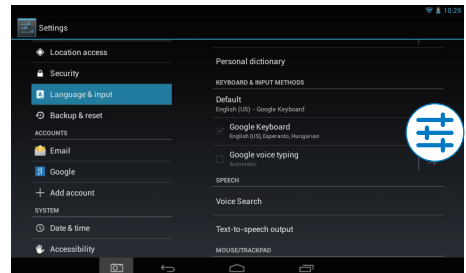 10:29
Settings
Location access
Security
Language & input
Backup & reset
ACCOUNTS
Email
Google
Add account
SYSTEM
Date & time
Accessibility
Personal dictionary
KEYBOARD & INPUT METHODS
Default
English (US) - Google Keyboard
Google Keyboard
English (US), Esperanto, Hungarian
Google voice typing
Automatic
SPEECH
Voice Search
Text-to-speech output
MOUSE/TRACKPAD